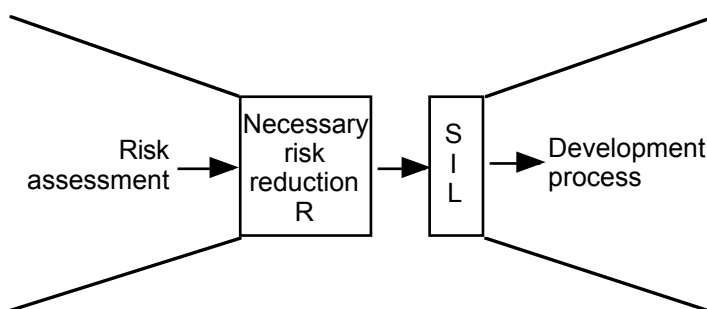 Risk
assessment
Necessary
risk
reduction
R
S
I
L
Development
process